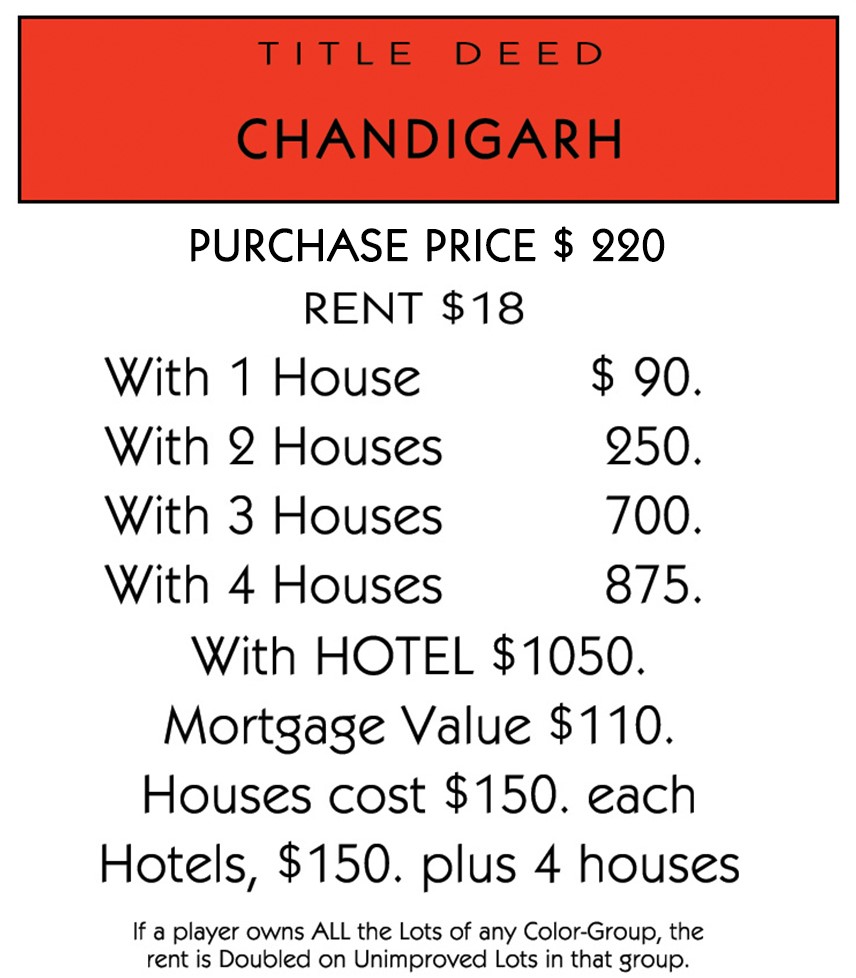 TITLE DEED
CHANDIGARH
PURCHASE PRICE $ 220
RENT $18
With 1 House $ 90.
With 2 Houses 250.
With 3 Houses 700.
With 4 Houses 875.
With HOTEL $1050.
Mortgage Value $110.
Houses cost $150. each
Hotels, $150. plus 4 houses
If a player owns ALL the Lots of any Color-Group, the
rent is Doubled on Unimproved Lots in that group.